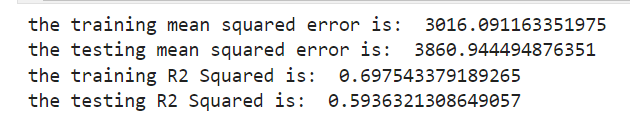 the training mean squared error is:  3016.091163351975
the testing mean squared error is:  3860.944494876351
the training R2 Squared is:  0.697543379189265
the testing R2 Squared is:  0.5936321308649057